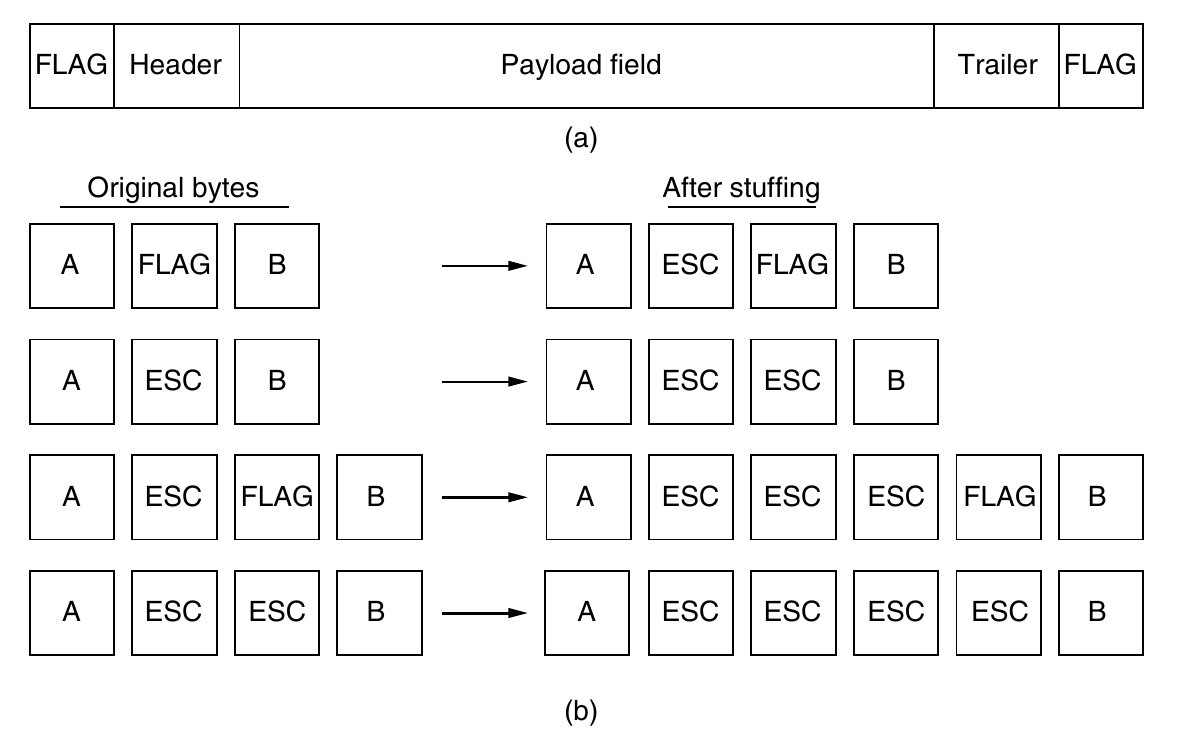 FLAG Header Payload field Trailer FLAG
(a)
Original bytes After stuffing
A FLAG B A ESC FLAG B
A ESC B A ESC ESC B
A ESC FLAG B A ESC ESC ESC FLAG B
A ESC ESC B A ESC ESC ESC ESC B
(b)